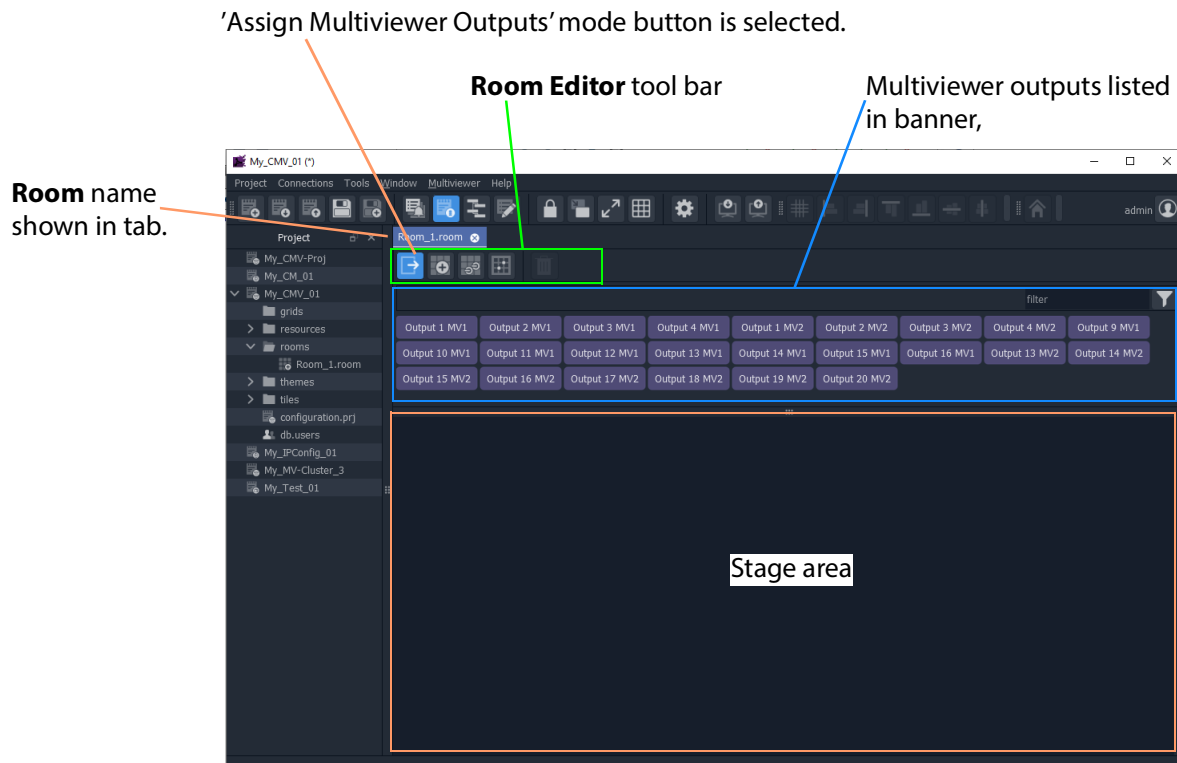 ’Assign Multiviewer Outputs’ mode button is selected.
Room Editor tool bar
Multiviewer outputs listed
in banner,
Room name
shown in tab.
My_CMV_01 (*)
Project Connections Tools Window Multiviewer Help
admin
Project
Room_1.room
My_CMV-Proj
My_CM_01
My_CMV_01
grids
resources
rooms
Room_1.room
themes
tiles
configuration.prj
db.users
My_IPConfig_01
My_MV-Cluster_3
My_Test_01
filter
Output 1 MV1 Output 2 MV1 Output 3 MV1 Output 4 MV1 Output 1 MV2 Output 2 MV2 Output 3 MV2 Output 4 MV2 Output 9 MV1
Output 10 MV1 Output 11 MV1 Output 12 MV1 Output 13 MV1 Output 14 MV1 Output 15 MV1 Output 16 MV1 Output 13 MV2 Output 14 MV2
Output 15 MV2 Output 16 MV2 Output 17 MV2 Output 18 MV2 Output 19 MV2 Output 20 MV2
Stage area